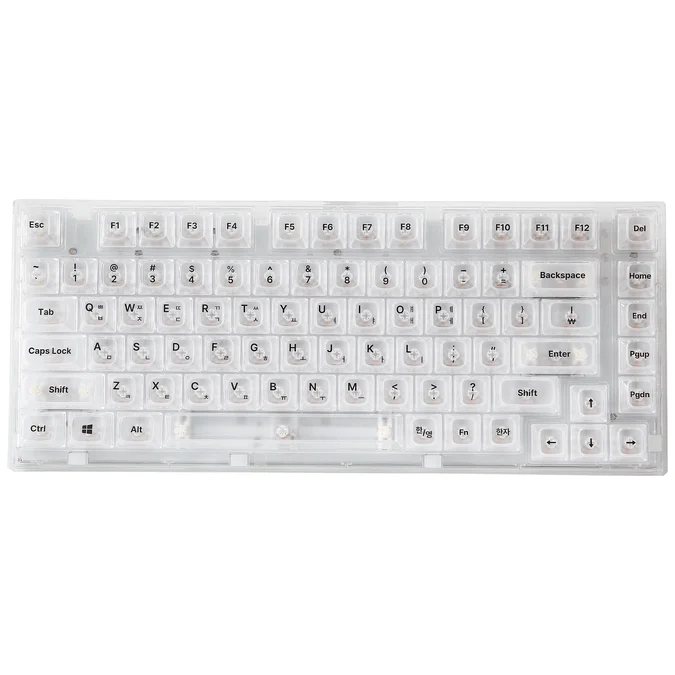 Esc F1 F2 F3 F4 F5 F6 F7 F8 F9 F10 F11 F12 Del
~ ! @ # $ % ^ & * ( ) _ + Backspace Home
1 2 3 4 5 6 7 8 9 0 =
Tab Q ㅃ W ㅉ E ㄸ R ㄲ T ㅆ Y U I O P { } | End
ㅂ ㅈ ㄷ ㄱ ㅅ ㅛ ㅕ ㅑ [ ] ₩
Caps Lock A ㅁ S ㄴ D ㅇ F ㄹ G ㅎ H ㅗ J ㅓ K ㅏ L ㅣ : " Enter Pgup
;
Shift Z ㅋ X ㅌ C ㅊ V ㅍ B ㅠ N ㅜ M ㅡ < > ? Shift ↑ Pgdn
, . /
Ctrl Alt 한/영 Fn 한자 ← ↓ →